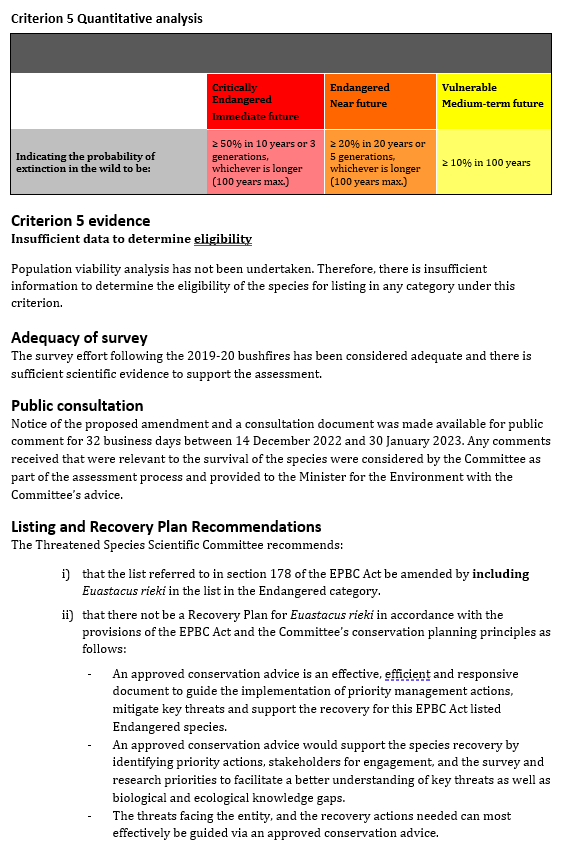 Criterion 5 Quantitative analysis
Critically
Endangered
Immediate future
Endangered
Near future
Vulnerable
Medium-term future
Indicating the probability of
extinction in the wild to be:
≥ 50% in 10 years or 3
generations,
whichever is longer
(100 years max.)
≥ 20% in 20 years or
5 generations,
whichever is longer
(100 years max.)
≥ 10% in 100 years
Criterion 5 evidence
Insufficient data to determine eligibility
Population viability analysis has not been undertaken. Therefore, there is insufficient
information to determine the eligibility of the species for listing in any category under this
criterion.
Adequacy of survey
The survey effort following the 2019-20 bushfires has been considered adequate and there is
sufficient scientific evidence to support the assessment.
Public consultation
Notice of the proposed amendment and a consultation document was made available for public
comment for 32 business days between 14 December 2022 and 30 January 2023. Any comments
received that were relevant to the survival of the species were considered by the Committee as
part of the assessment process and provided to the Minister for the Environment with the
Committee's advice.
Listing and Recovery Plan Recommendations
The Threatened Species Scientific Committee recommends:
i) that the list referred to in section 178 of the EPBC Act be amended by including
Euastacus rieki in the list in the Endangered category.
ii) that there not be a Recovery Plan for Euastacus rieki in accordance with the
provisions of the EPBC Act and the Committee's conservation planning principles as
follows:
- An approved conservation advice is an effective, efficient and responsive
document to guide the implementation of priority management actions,
mitigate key threats and support the recovery for this EPBC Act listed
Endangered species.
- An approved conservation advice would support the species recovery by
identifying priority actions, stakeholders for engagement, and the survey and
research priorities to facilitate a better understanding of key threats as well as
biological and ecological knowledge gaps.
- The threats facing the entity, and the recovery actions needed can most
effectively be guided via an approved conservation advice.